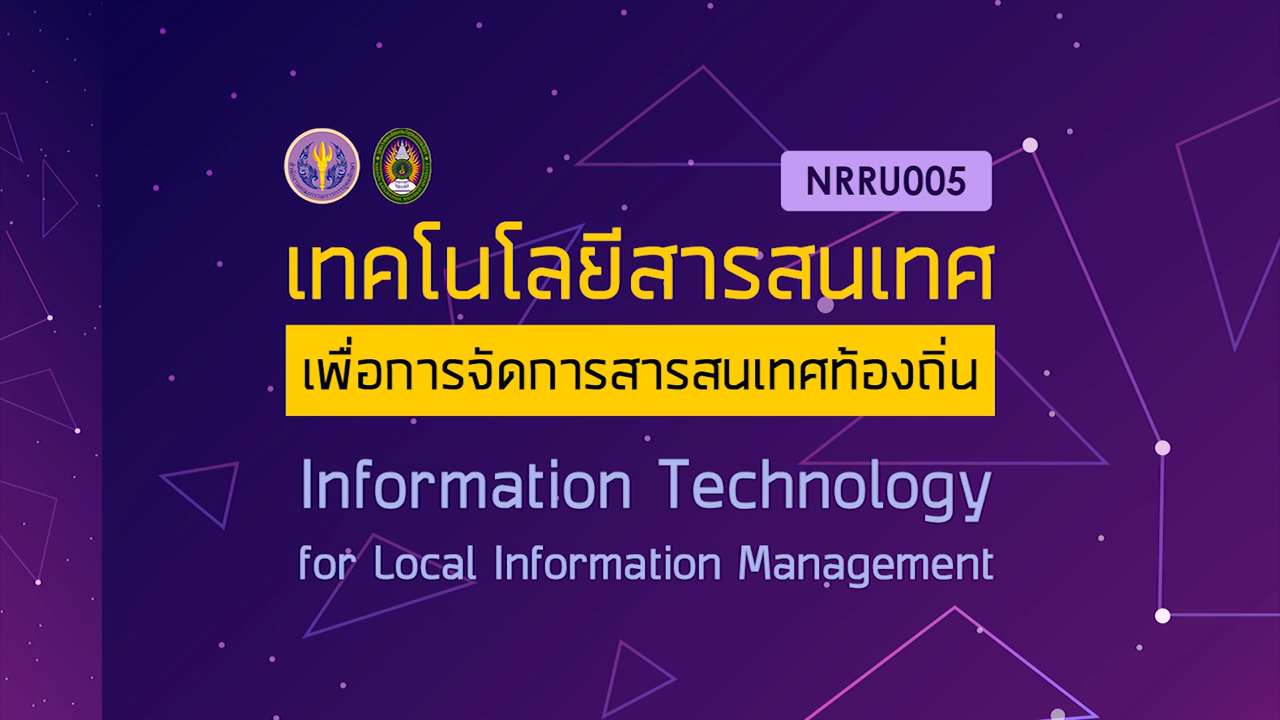 NRRU005
เทคโนโลยีสารสนเทศ
เพื่อการจัดการสารสนเทศท้องถิ่น
Information Technology
for Local Information Management